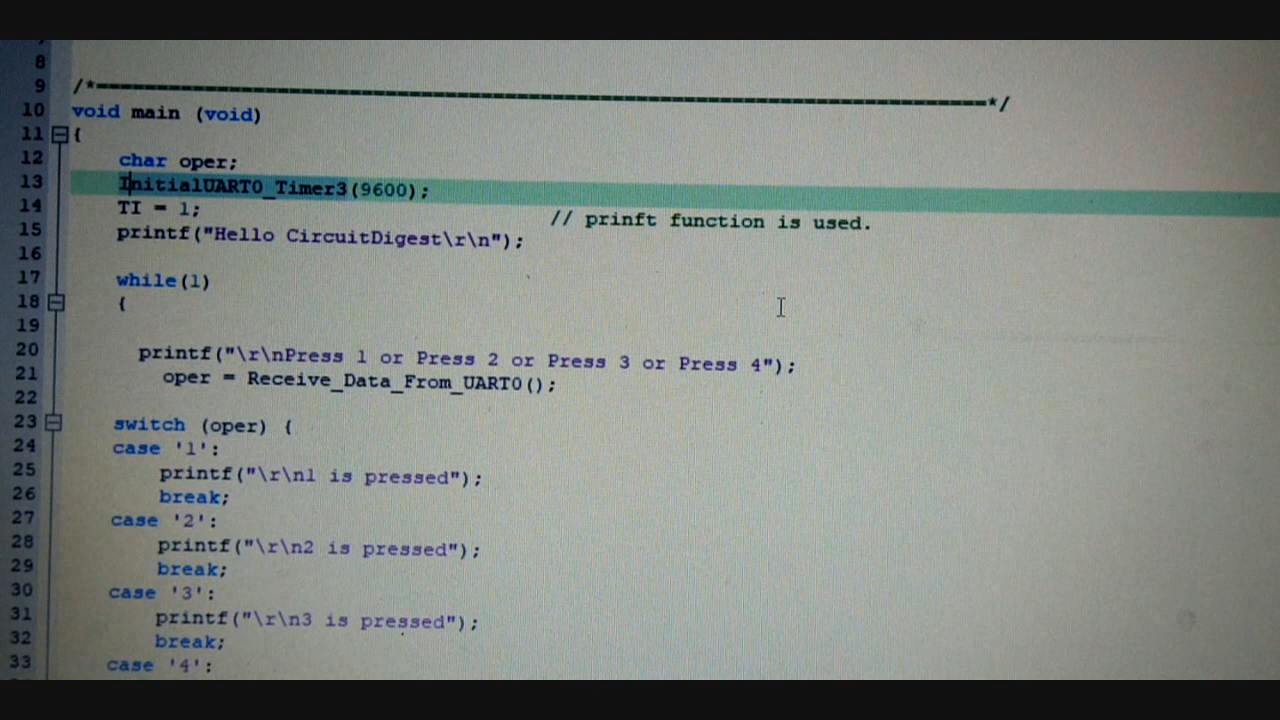 8
9 /*==============================================================================*/
10 void main (void)
11 {
12 char oper;
13 InitialUART0_Timer3(9600);
14 TI = 1; // prinft function is used.
15 printf("Hello CircuitDigest\r\n");
16
17 while(1)
18 {
19
20 printf("\r\nPress 1 or Press 2 or Press 3 or Press 4");
21 oper = Receive_Data_From_UART0();
22
23 switch (oper) {
24 case '1':
25 printf("\r\n1 is pressed");
26 break;
27 case '2':
28 printf("\r\n2 is pressed");
29 break;
30 case '3':
31 printf("\r\n3 is pressed");
32 break;
33 case '4':